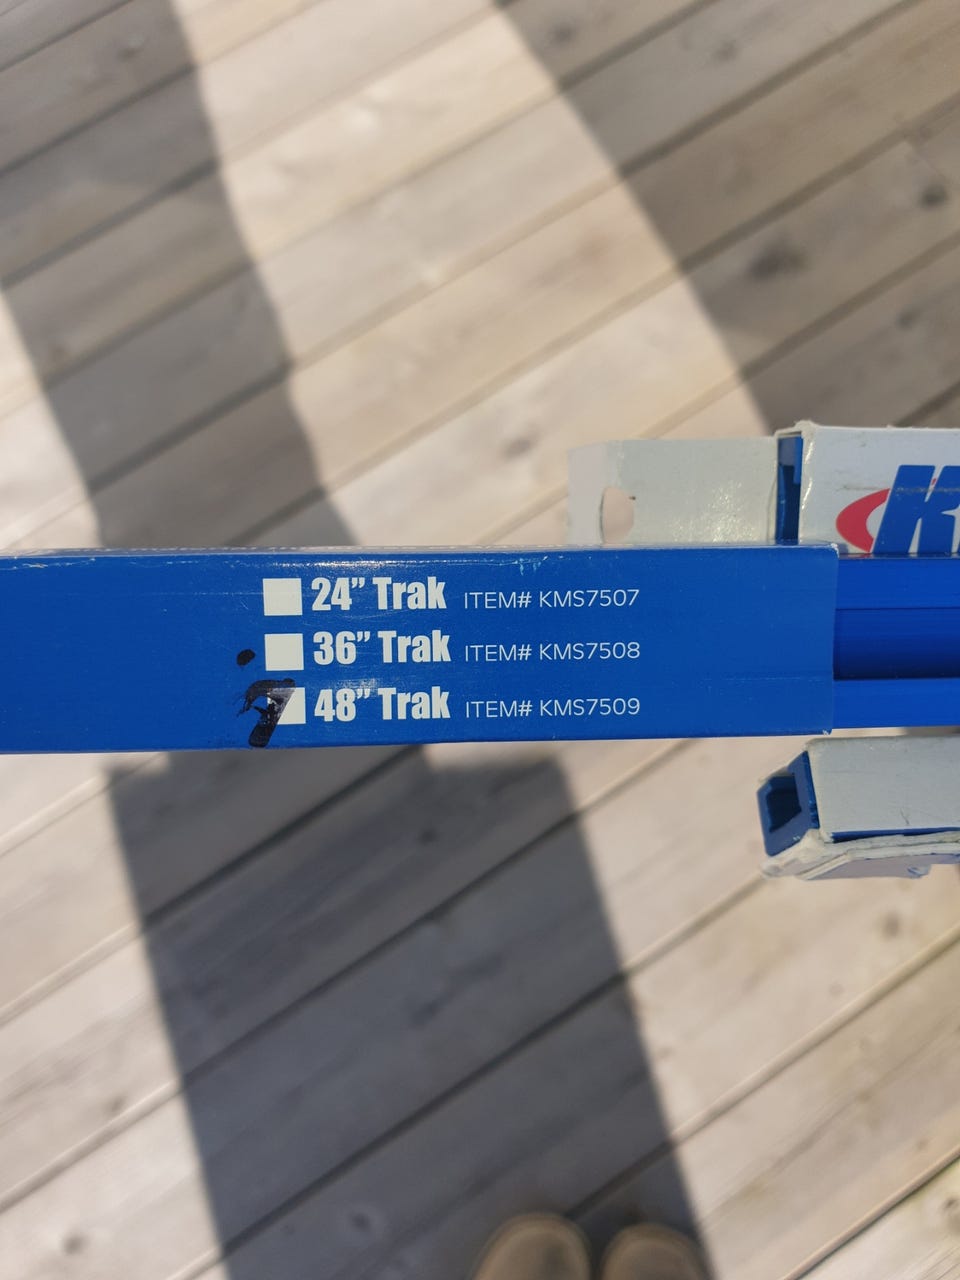 24” Trak ITEM# KMS7507
36” Trak ITEM# KMS7508
48” Trak ITEM# KMS7509
K